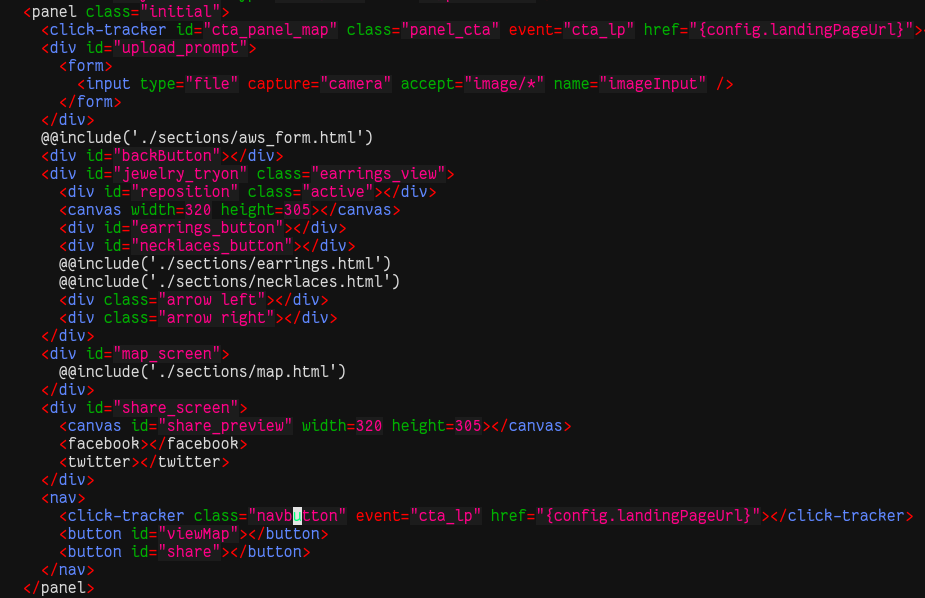 <panel class="initial">
<click-tracker id="cta_panel_map" class="panel_cta" event="cta_lp" href="{config.landingPageUrl}">
<div id="upload_prompt">
<form>
<input type="file" capture="camera" accept="image/*" name="imageInput" />
</form>
</div>
@@include('./sections/aws_form.html')
<div id="backButton"></div>
<div id="jewelry_tryon" class="earrings_view">
<div id="reposition" class="active"></div>
<canvas width=320 height=305></canvas>
<div id="earrings_button"></div>
<div id="necklaces_button"></div>
@@include('./sections/earrings.html')
@@include('./sections/necklaces.html')
<div class="arrow left"></div>
<div class="arrow right"></div>
</div>
<div id="map_screen">
@@include('./sections/map.html')
</div>
<div id="share_screen">
<canvas id="share_preview" width=320 height=305></canvas>
<facebook></facebook>
<twitter></twitter>
</div>
<nav>
<click-tracker class="navbutton" event="cta_lp" href="{config.landingPageUrl}"></click-tracker>
<button id="viewMap"></button>
<button id="share"></button>
</nav>
</panel>